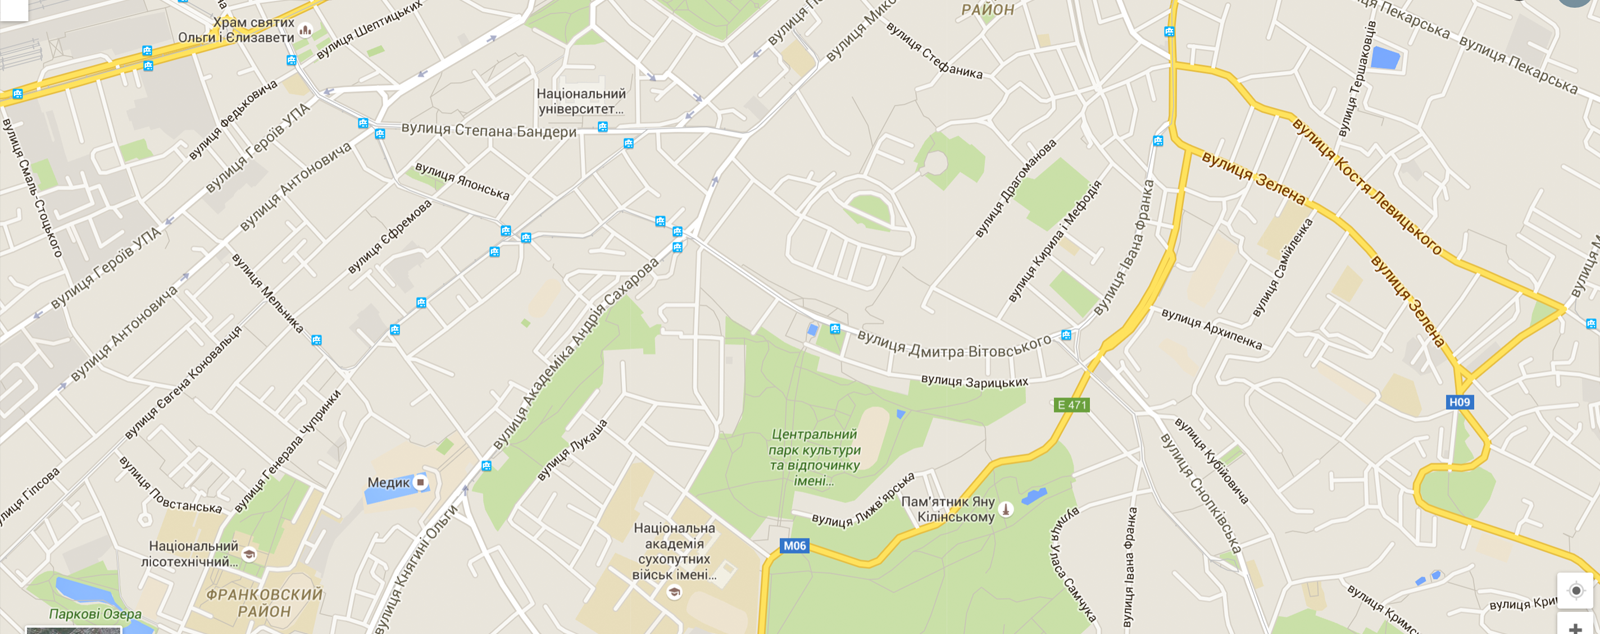 Храм святих
Ольги і Єлизавети
вулиця Шептицьких
РАЙОН
вулиця Пекарська
вулиця Пекарська
вулиця Стефаника
вулиця Тершаковців
вулиця Федьковича
вулиця Героїв УПА
Національний
університет...
вулиця Степана Бандери
вулиця Смаль-Стоцького
вулиця Антоновича
вулиця Японська
вулиця Драгоманова
вулиця Костя Левицького
вулиця Зелена
вулиця Єфремова
вулиця Кирила і Мефодія
вулиця Івана Франка
вулиця Самійленка
вулиця Героїв УПА
вулиця Мельника
вулиця Академіка Андрія Сахарова
вулиця Зелена
вулиця Антоновича
вулиця Архипенка
вулиця Дмитра Вітовського
вулиця Євгена Коновальця
вулиця Зарицьких
E 471
H09
вулиця Генерала Чупринки
вулиця Лукаша
Центральний
парк культури
та відпочинку
імені...
вулиця Кубійовича
вулиця Снопківська
вулиця Гіпсова
вулиця Повстанська
Медик
вулиця Лижв'ярська
Пам'ятник Яну
Кілінському
вулиця Княгині Ольги
Національна
академія
сухопутних
військ імені...
M06
вулиця Уласа Самчука
вулиця Івана Франка
Національний
лісотехнічний...
ФРАНКОВСЬКИЙ
РАЙОН
Паркові Озера